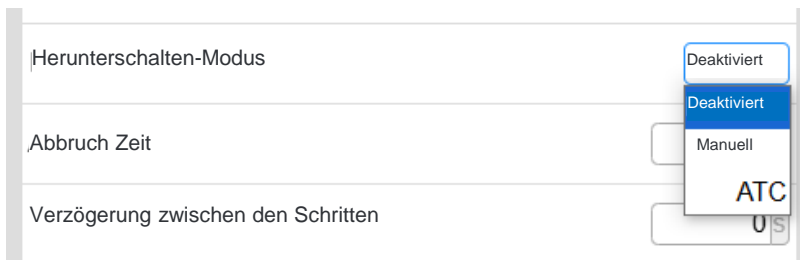 Herunterschalten-Modus
Deaktiviert
Deaktiviert
Abbruch Zeit
Manuell
ATC
Verzögerung zwischen den Schritten
0 s